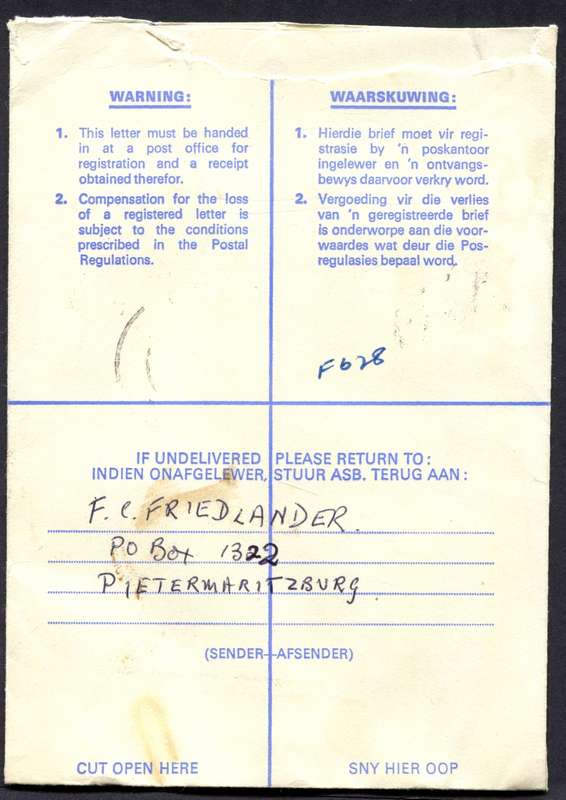 WARNING:
1. This letter must be handed
in at a post office for
registration and a receipt
obtained therefor.
2. Compensation for the loss
of a registered letter is
subject to the conditions
prescribed in the Postal
Regulations.
WAARSKUWING:
1. Hierdie brief moet vir regi-
strasie by 'n poskantoor
ingelewer en 'n ontvangs-
bewys daarvoor verkry word.
2. Vergoeding vir die verlies
van 'n geregistreerde brief
is onderworpe aan die voor-
waardes wat deur die Pos-
regulasies bepaal word.
F628
IF UNDELIVERED PLEASE RETURN TO:
INDIEN ONAFGELEWER, STUUR ASB. TERUG AAN:
F. C. FRIEDLANDER.
PO Box 1322
PIETERMARITZBURG.
(SENDER—AFSENDER)
CUT OPEN HERE
SNY HIER OOP